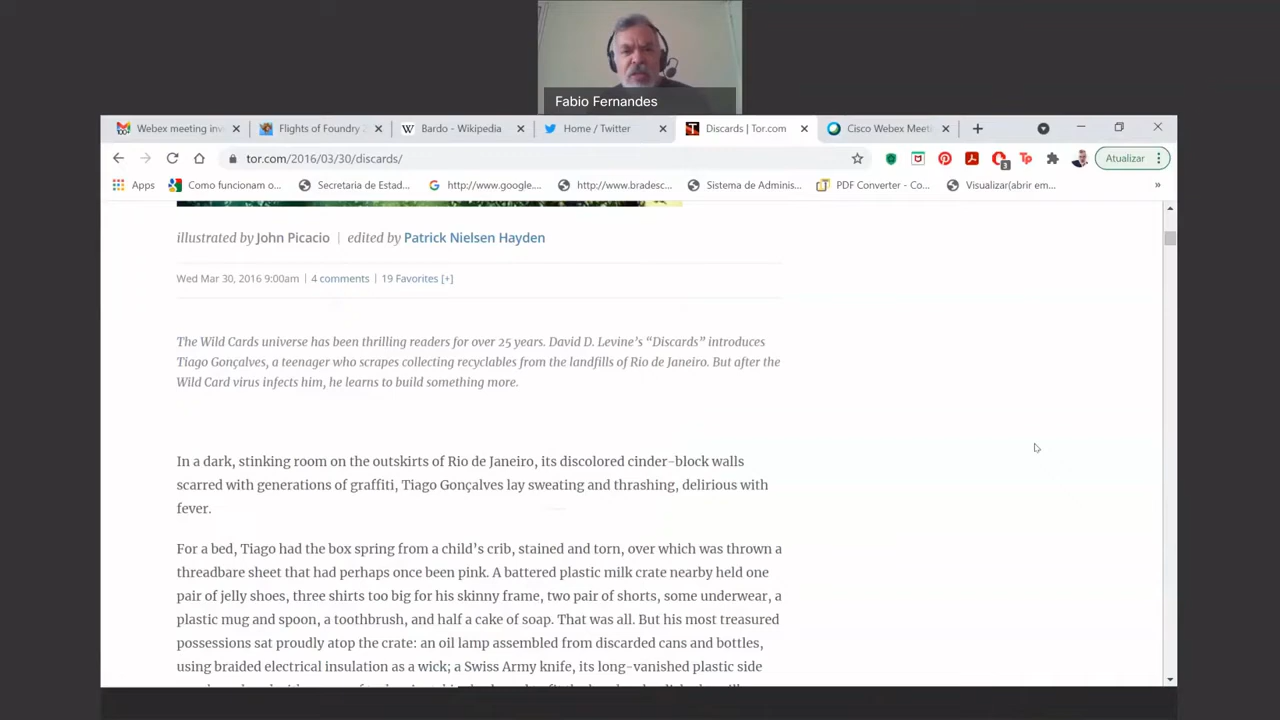 Fabio Fernandes
Webex meeting inv
Flights of Foundry 2
Bardo - Wikipedia
Home / Twitter
Discards | Tor.com
Cisco Webex Meeti
tor.com/2016/03/30/discards/
3
Tp
Atualizar
Apps
Como funcionam o...
Secretaria de Estad...
http://www.google....
http://www.bradesc...
Sistema de Adminis...
PDF Converter - Co...
Visualizar(abrir em...
»
illustrated by John Picacio | edited by Patrick Nielsen Hayden
Wed Mar 30, 2016 9:00am | 4 comments | 19 Favorites [+]
The Wild Cards universe has been thrilling readers for over 25 years. David D. Levine's “Discards” introduces
Tiago Gonçalves, a teenager who scrapes collecting recyclables from the landfills of Rio de Janeiro. But after the
Wild Card virus infects him, he learns to build something more.
In a dark, stinking room on the outskirts of Rio de Janeiro, its discolored cinder-block walls
scarred with generations of graffiti, Tiago Gonçalves lay sweating and thrashing, delirious with
fever.
For a bed, Tiago had the box spring from a child’s crib, stained and torn, over which was thrown a
threadbare sheet that had perhaps once been pink. A battered plastic milk crate nearby held one
pair of jelly shoes, three shirts too big for his skinny frame, two pair of shorts, some underwear, a
plastic mug and spoon, a toothbrush, and half a cake of soap. That was all. But his most treasured
possessions sat proudly atop the crate: an oil lamp assembled from discarded cans and bottles,
using braided electrical insulation as a wick; a Swiss Army knife, its long-vanished plastic side